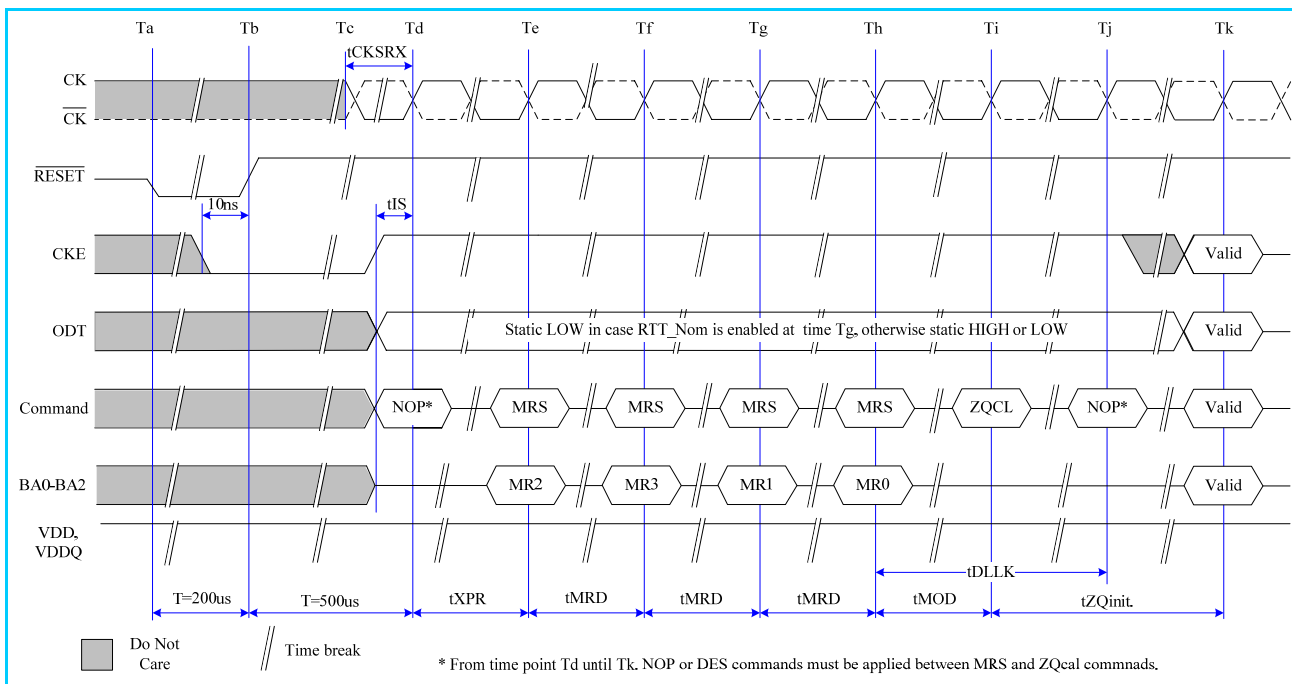 Ta Tb Tc Td Te Tf Tg Th Ti Tj Tk
tCKSRX
CK
CK
RESET
10ns
tIS
CKE
Valid
ODT
Static LOW in case RTT_Nom is enabled at time Tg, otherwise static HIGH or LOW
Valid
Command
NOP* MRS MRS MRS MRS ZQCL NOP* Valid
BA0-BA2
MR2 MR3 MR1 MR0 Valid
VDD,
VDDQ
tDLLK
T=200us T=500us tXPR tMRD tMRD tMRD tMOD tZQinit.
Do Not
Care
Time break
* From time point Td until Tk. NOP or DES commands must be applied between MRS and ZQcal commnads.